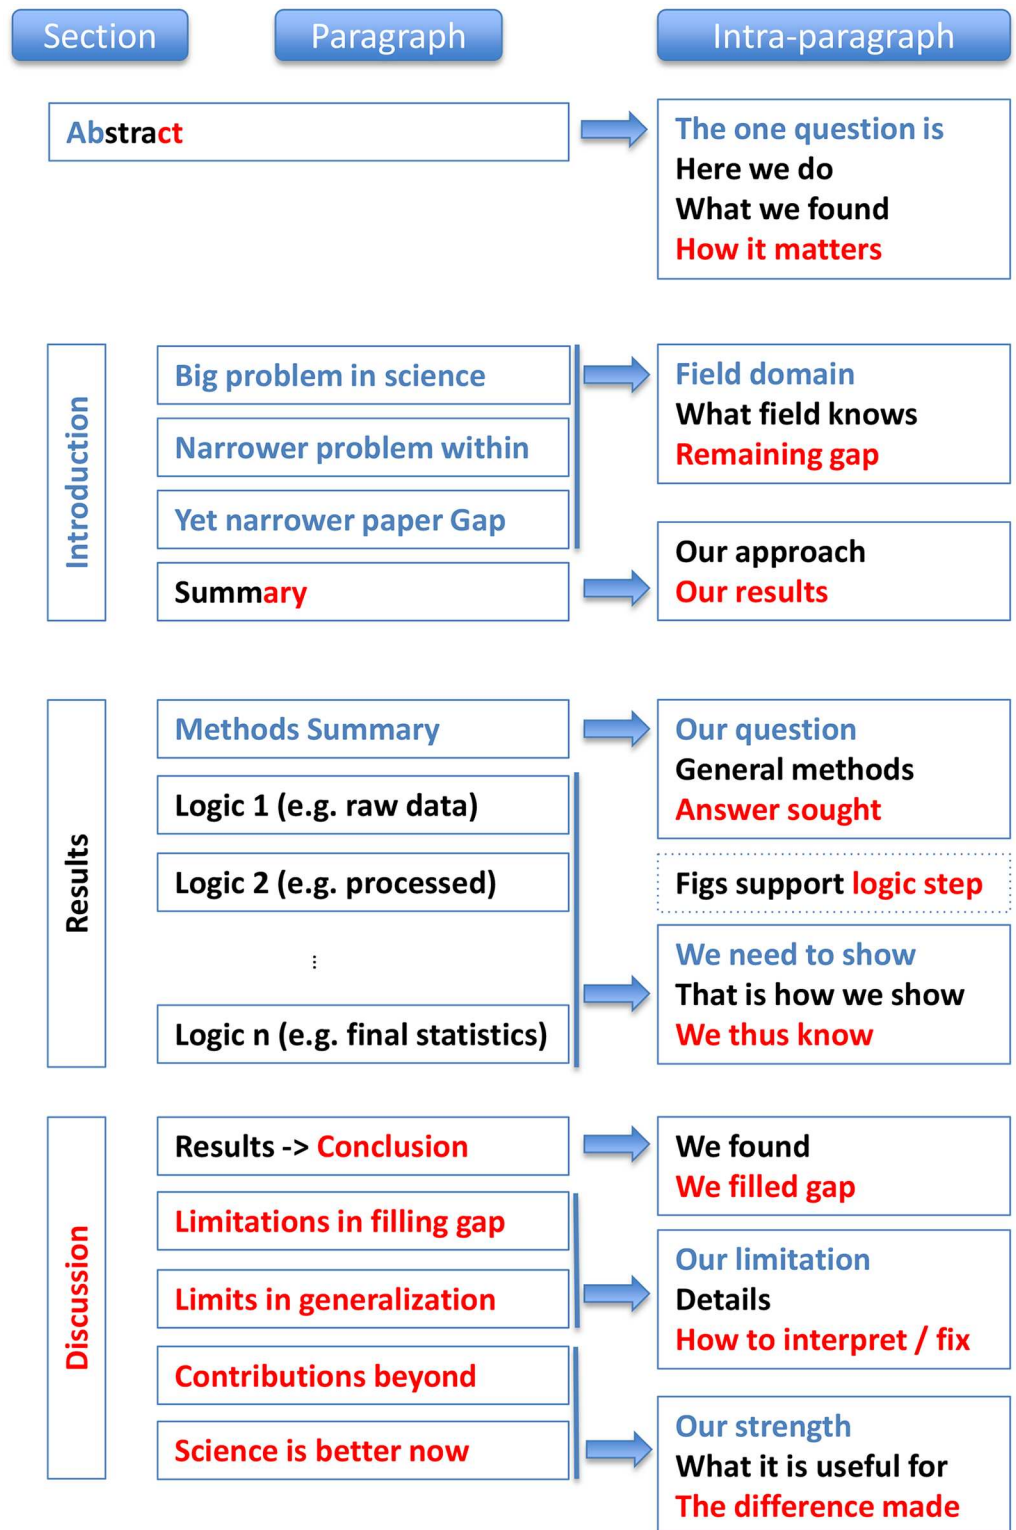 Section
Paragraph
Intra-paragraph
Abstract
The one question is
Here we do
What we found
How it matters
Introduction
Big problem in science
Narrower problem within
Yet narrower paper Gap
Summary
Field domain
What field knows
Remaining gap
Our approach
Our results
Results
Methods Summary
Logic 1 (e.g. raw data)
Logic 2 (e.g. processed)
⋮
Logic n (e.g. final statistics)
Our question
General methods
Answer sought
Figs support logic step
We need to show
That is how we show
We thus know
Discussion
Results -> Conclusion
Limitations in filling gap
Limits in generalization
Contributions beyond
Science is better now
We found
We filled gap
Our limitation
Details
How to interpret / fix
Our strength
What it is useful for
The difference made